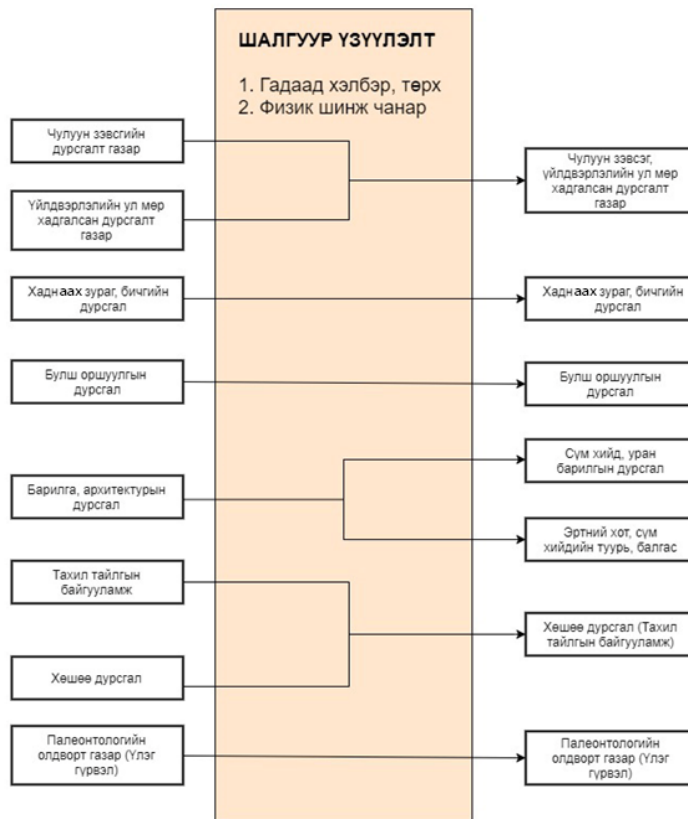 ШАЛГУУР ҮЗҮҮЛЭЛТ
1. Гадаад хэлбэр, төрх
2. Физик шинж чанар
Чулуун зэвсгийн
дурсгалт газар
Үйлдвэрлэлийн ул мөр
хадгалсан дурсгалт
газар
Хаднаах зураг, бичгийн
дурсгал
Булш оршуулгын
дурсгал
Барилга, архитектурын
дурсгал
Тахил тайлгын
байгууламж
Хөшөө дурсгал
Палеонтологийн
олдворт газар (Үлэг
гүрвэл)
Чулуун зэвсэг,
үйлдвэрлэлийн ул мөр
хадгалсан дурсгалт
газар
Хаднаах зураг, бичгийн
дурсгал
Булш оршуулгын
дурсгал
Сүм хийд, уран
барилгын дурсгал
Эртний хот, сүм
хийдийн туурь, балгас
Хөшөө дурсгал (Тахил
тайлгын байгууламж)
Палеонтологийн
олдворт газар (Үлэг
гүрвэл)